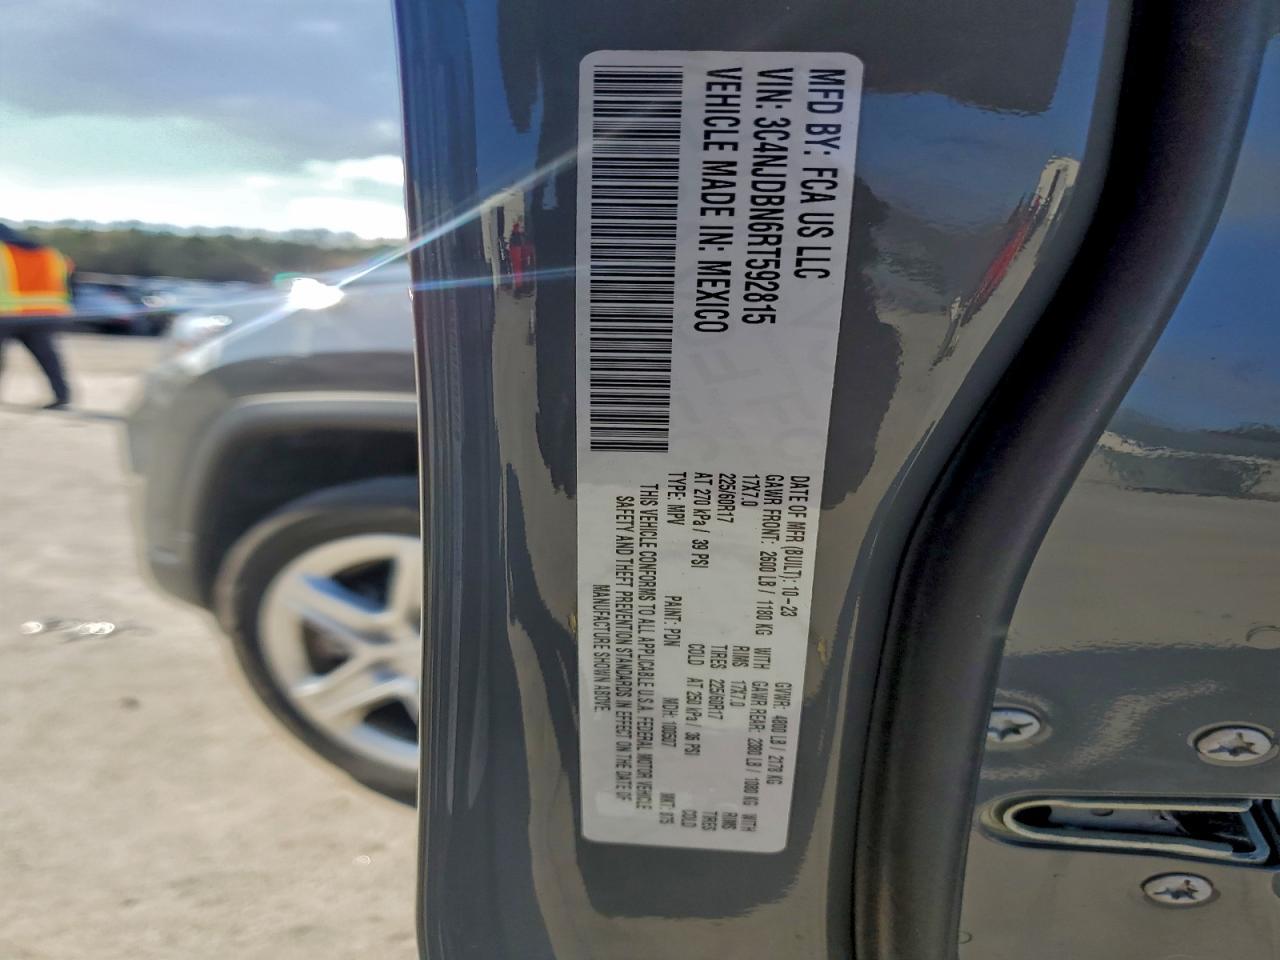 MFD BY: FCA US LLC
VIN: 3C4NJDBN6RT592815
VEHICLE MADE IN: MEXICO
DATE OF MFR (BUILT): 10-23 GVWR: 4800 LB / 2178 KG
GAWR FRONT: 2600 LB / 1180 KG WITH GAWR REAR: 2380 LB / 1080 KG WITH
17X7.0 RIMS 17X7.0 RIMS
225/60R17 TIRES 225/60R17 TIRES
AT 270 kPa / 39 PSI COLD AT 250 kPa / 36 PSI COLD
TYPE: MPV PAINT: PDN MDH: 100507 MKT:
THIS VEHICLE CONFORMS TO ALL APPLICABLE U.S.A. FEDERAL MOTOR VEHICLE
SAFETY AND THEFT PREVENTION STANDARDS IN EFFECT ON THE DATE OF
MANUFACTURE SHOWN ABOVE.